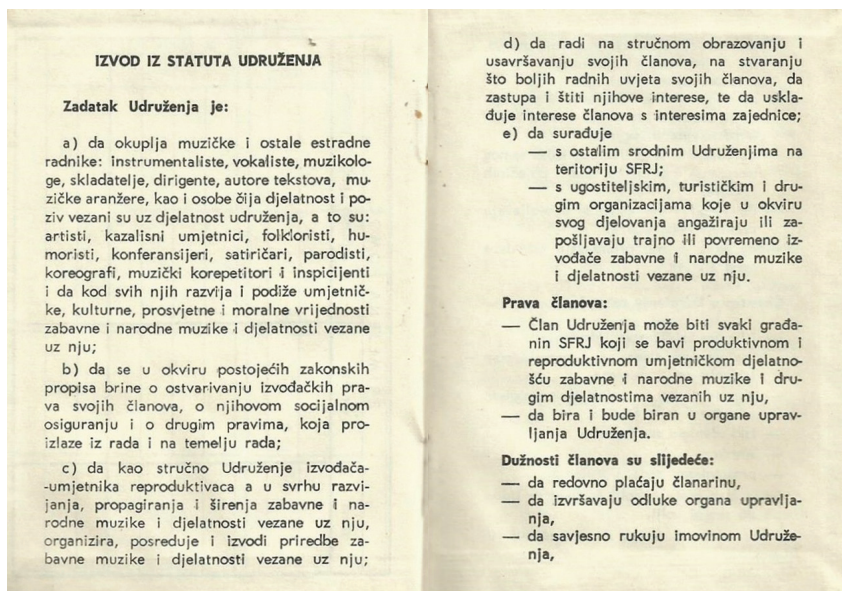 IZVOD IZ STATUTA UDRUŽENJA
Zadatak Udruženja je:
a) da okuplja muzičke i ostale estradne
radnike: instrumentaliste, vokaliste, muzikolo-
ge, skladatelje, dirigente, autore tekstova, mu-
zičke aranžere, kao i osobe čija djelatnost i po-
ziv vezani su uz djelatnost udruženja, a to su:
artisti, kazalisni umjetnici, folkloristi, hu-
moristi, konferansijeri, satiričari, parodisti,
koreografi, muzički korepetitori i inspicijenti
i da kod svih njih razvija i podiže umjetnič-
ke, kulturne, prosvjetne i moralne vrijednosti
zabavne i narodne muzike i djelatnosti vezane
uz nju;
b) da se u okviru postojećih zakonskih
propisa brine o ostvarivanju izvođačkih pra-
va svojih članova, o njihovom socijalnom
osiguranju i o drugim pravima, koja pro-
izlaze iz rada i na temelju rada;
c) da kao stručno Udruženje izvođača-
-umjetnika reproduktivaca a u svrhu razvi-
janja, propagiranja i širenja zabavne i na-
rodne muzike i djelatnosti vezane uz nju,
organizira, posreduje i izvodi priredbe za-
bavne muzike i djelatnosti vezane uz nju;
d) da radi na stručnom obrazovanju i
usavršavanju svojih članova, na stvaranju
što boljih radnih uvjeta svojih članova, da
zastupa i štiti njihove interese, te da uskla-
đuje interese članova s interesima zajednice;
e) da surađuje
— s ostalim srodnim Udruženjima na
teritoriju SFRJ;
— s ugostiteljskim, turističkim i dru-
gim organizacijama koje u okviru
svog djelovanja angažiraju ili za-
pošljavaju trajno ili povremeno iz-
vođače zabavne i narodne muzike
i djelatnosti vezane uz nju.
Prava članova:
— Član Udruženja može biti svaki građa-
nin SFRJ koji se bavi produktivnom i
reproduktivnom umjetničkom djelatno-
šću zabavne i narodne muzike i dru-
gim djelatnostima vezanih uz nju,
— da bira i bude biran u organe uprav-
ljanja Udruženja.
Dužnosti članova su slijedeće:
— da redovno plaćaju članarinu,
— da izvršavaju odluke organa upravlja-
nja,
— da savjesno rukuju imovinom Udruže-
nja,